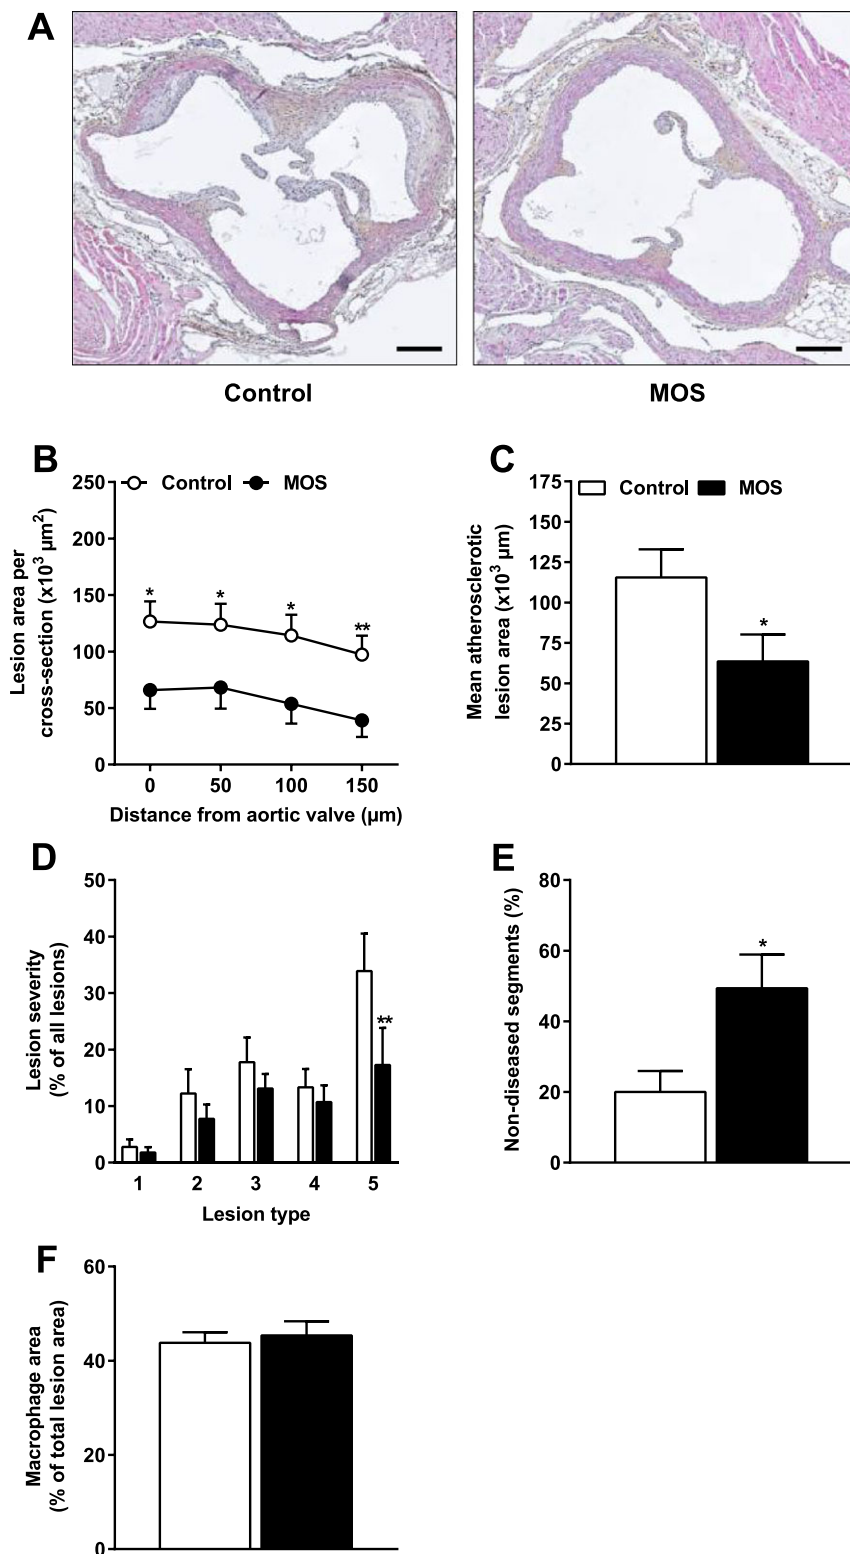 A
Control
MOS
B
Control
MOS
250
200
150
100
50
0
Lesion area per
cross-section (x10³ µm²)
*
*
*
**
0 50 100 150
Distance from aortic valve (µm)
C
Control
MOS
175
150
125
100
75
50
25
0
Mean atherosclerotic
lesion area (x10³ µm)
*
D
50
40
30
20
10
0
Lesion severity
(% of all lesions)
**
1 2 3 4 5
Lesion type
E
80
60
40
20
0
Non-diseased segments (%)
*
F
60
40
20
0
Macrophage area
(% of total lesion area)